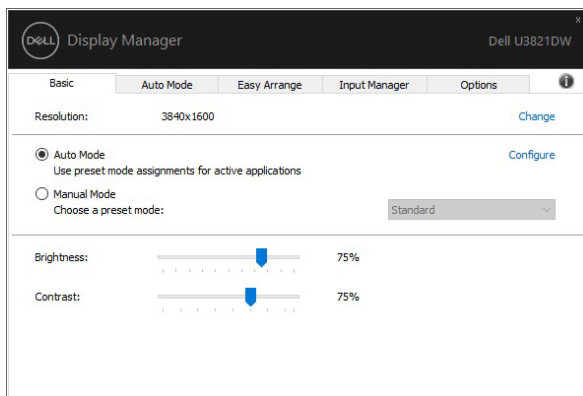 DELL Display Manager Dell U3821DW
x
Basic Auto Mode Easy Arrange Input Manager Options i
Resolution: 3840x1600 Change
Auto Mode Configure
Use preset mode assignments for active applications
Manual Mode
Choose a preset mode: Standard
Brightness: 75%
Contrast: 75%